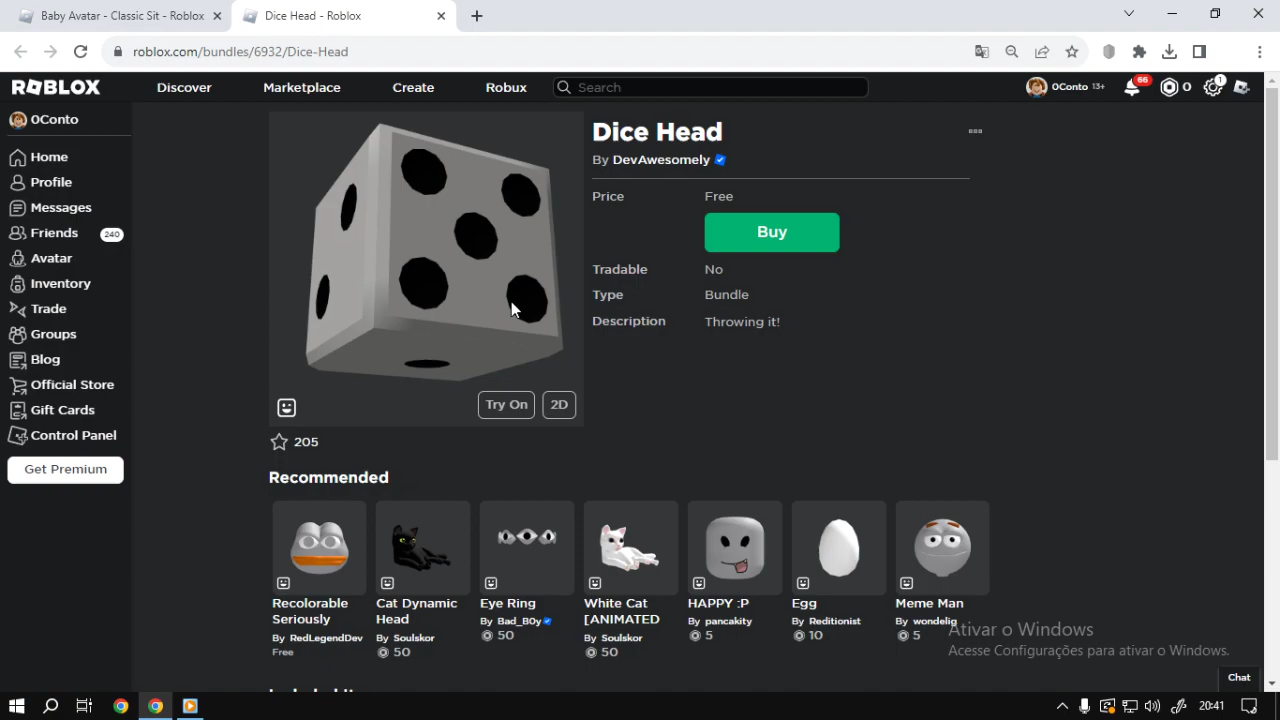 Baby Avatar - Classic Sit - Roblox
Dice Head - Roblox
roblox.com/bundles/6932/Dice-Head
ROBLOX
Discover
Marketplace
Create
Robux
Search
0Conto 13+
66
0
1
0Conto
Home
Profile
Messages
Friends 240
Avatar
Inventory
Trade
Groups
Blog
Official Store
Gift Cards
Control Panel
Get Premium
Try On
2D
205
Dice Head
By DevAwesomely
Price Free
Buy
Tradable No
Type Bundle
Description Throwing it!
Recommended
Recolorable
Seriously
By RedLegendDev
Free
Cat Dynamic
Head
By Soulskor
50
Eye Ring
By Bad_B0y
50
White Cat
[ANIMATED
By Soulskor
50
HAPPY :P
By pancakity
5
Egg
By Reditionist
10
Meme Man
By wondelig
5
Ativar o Windows
Acesse Configurações para ativar o Windows.
Chat
20:41